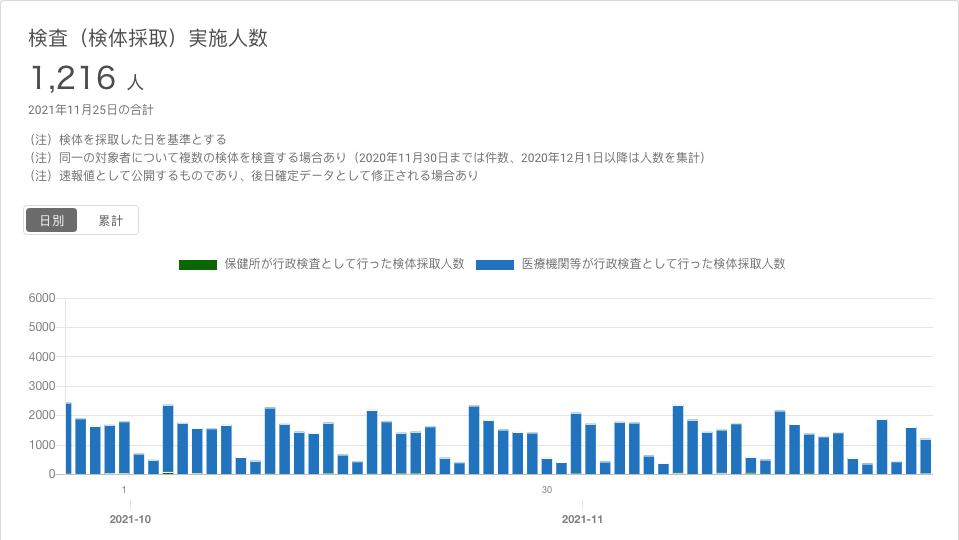 検査（検体採取）実施人数
1,216 人
2021年11月25日の合計
（注）検体を採取した日を基準とする
（注）同一の対象者について複数の検体を検査する場合あり（2020年11月30日までは件数、2020年12月1日以降は人数を集計）
（注）速報値として公開するものであり、後日確定データとして修正される場合あり
日別 累計
保健所が行政検査として行った検体採取人数 医療機関等が行政検査として行った検体採取人数
6000
5000
4000
3000
2000
1000
0
1 30
2021-10 2021-11